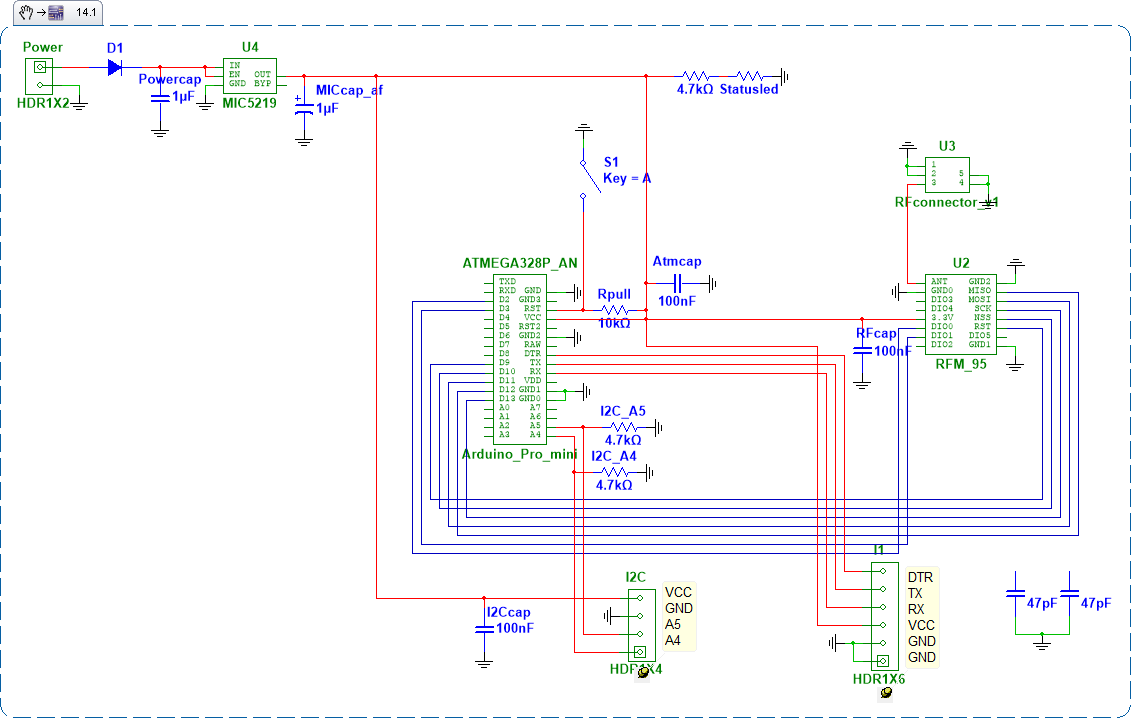 14.1
Power
HDR1X2
D1
Powercap
1µF
U4
IN
EN OUT
GND BYP
MIC5219
MICcap_af
1µF
4.7kΩ Statusled
S1
Key = A
U3
1
2 5
3 4
RFconnector_v1
ATMEGA328P_AN
TXD
RXD GND
D2 GND3
D3 RST
D4 VCC
D5 RST2
D6 GND2
D7 RAW
D8 DTR
D9 TX
D10 RX
D11 VDD
D12 GND1
D13 GND0
A0 A7
A1 A6
A2 A5
A3 A4
Arduino_Pro_mini
Atmcap
100nF
Rpull
10kΩ
U2
ANT GND2
GND0 MISO
DIO3 MOSI
DIO4 SCK
3.3V NSS
DIO0 RST
DIO1 DIO5
DIO2 GND1
RFM_95
RFcap
100nF
I2C_A5
4.7kΩ
I2C_A4
4.7kΩ
I2C
VCC
GND
A5
A4
HDR1X4
I2Ccap
100nF
I1
DTR
TX
RX
VCC
GND
GND
HDR1X6
47pF
47pF